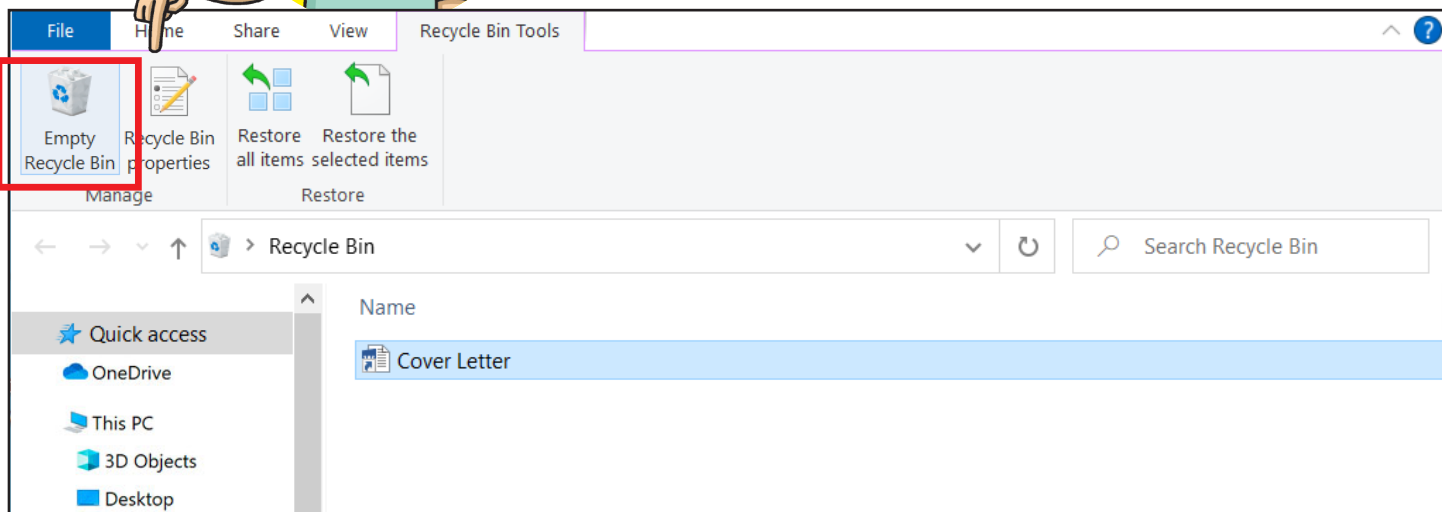 File Home Share View Recycle Bin Tools
?
Empty Recycle Bin Restore Restore the
Recycle Bin properties all items selected items
Manage Restore
> Recycle Bin Search Recycle Bin
Name
Quick access
Cover Letter
OneDrive
This PC
3D Objects
Desktop